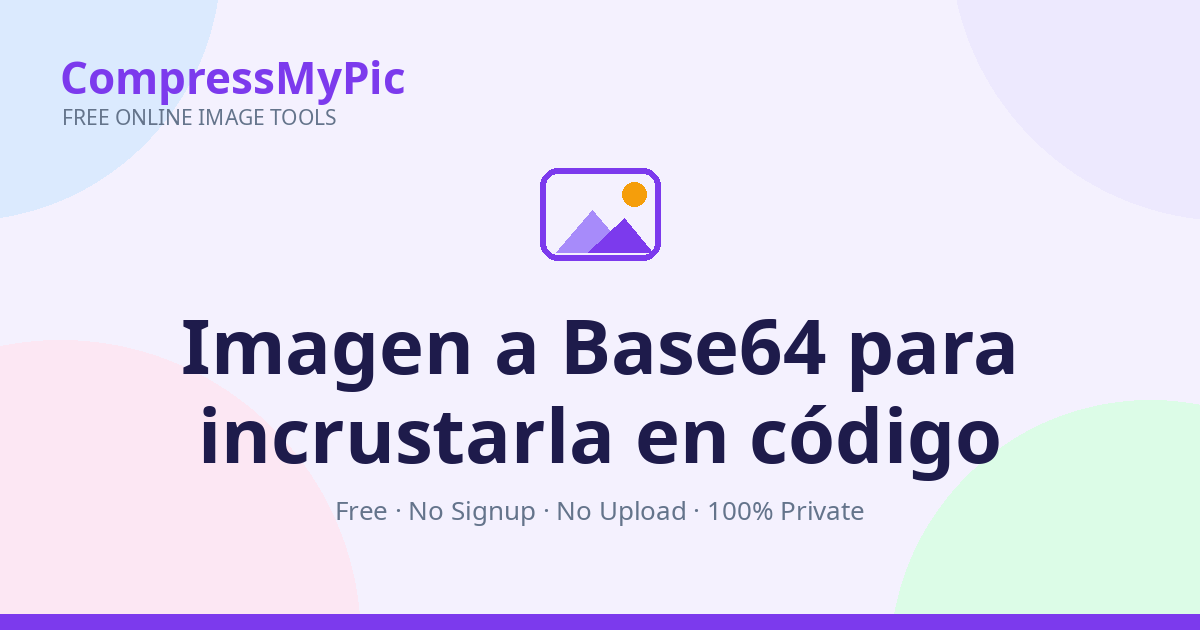 CompressMyPic
FREE ONLINE IMAGE TOOLS
Imagen a Base64 para
incrustarla en código
Free · No Signup · No Upload · 100% Private